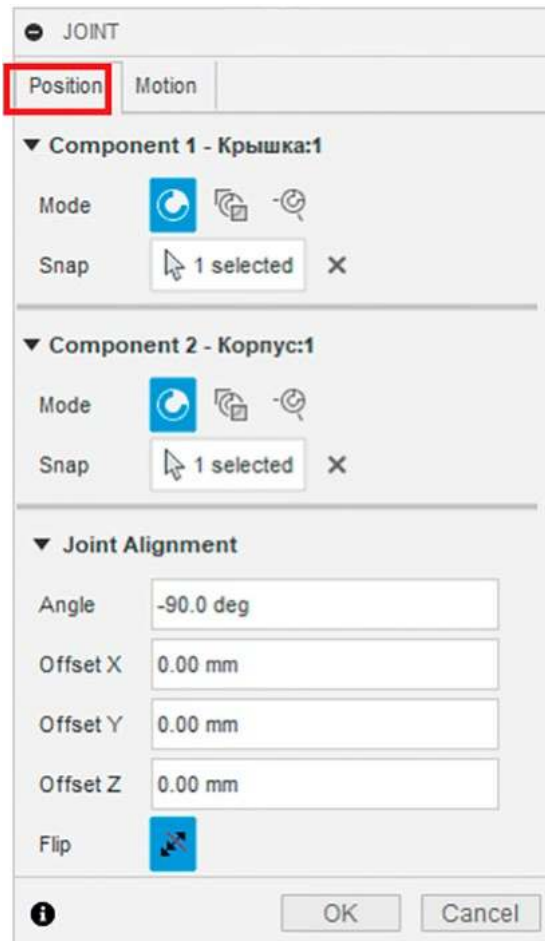 JOINT
Position Motion
Component 1 - Крышка:1
Mode
Snap 1 selected
Component 2 - Корпус:1
Mode
Snap 1 selected
Joint Alignment
Angle -90.0 deg
Offset X 0.00 mm
Offset Y 0.00 mm
Offset Z 0.00 mm
Flip
OK Cancel